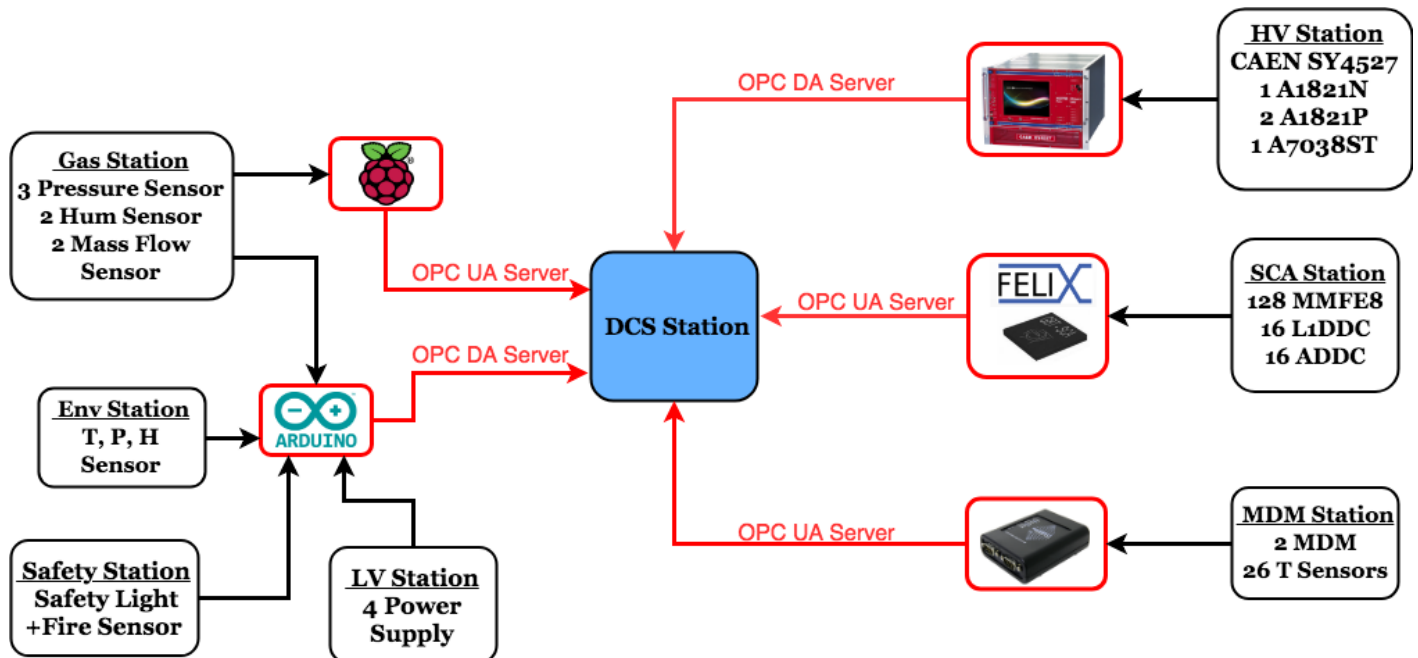 HV Station
CAEN SY4527
1 A1821N
2 A1821P
1 A7038ST
OPC DA Server
Gas Station
3 Pressure Sensor
2 Hum Sensor
2 Mass Flow
Sensor
®
OPC UA Server
DCS Station
OPC UA Server
FELIX
GBT-SCA
SCA Station
128 MMFE8
16 L1DDC
16 ADDC
OPC DA Server
Env Station
T, P, H
Sensor
ARDUINO
Safety Station
Safety Light
+Fire Sensor
LV Station
4 Power
Supply
OPC UA Server
MDM Station
2 MDM
26 T Sensors